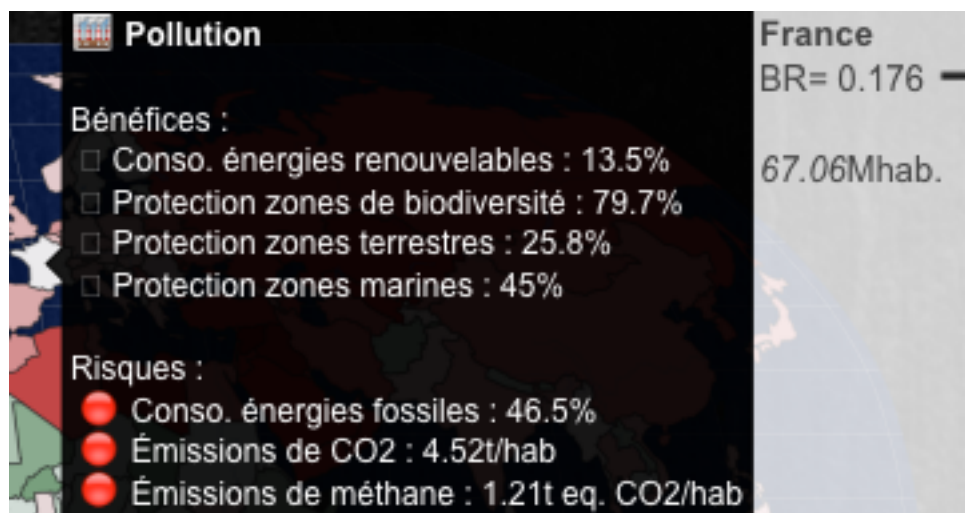 Pollution
Bénéfices :
Conso. énergies renouvelables : 13.5%
Protection zones de biodiversité : 79.7%
Protection zones terrestres : 25.8%
Protection zones marines : 45%
Risques :
Conso. énergies fossiles : 46.5%
Émissions de CO2 : 4.52t/hab
Émissions de méthane : 1.21t eq. CO2/hab
France
BR= 0.176
67.06Mhab.